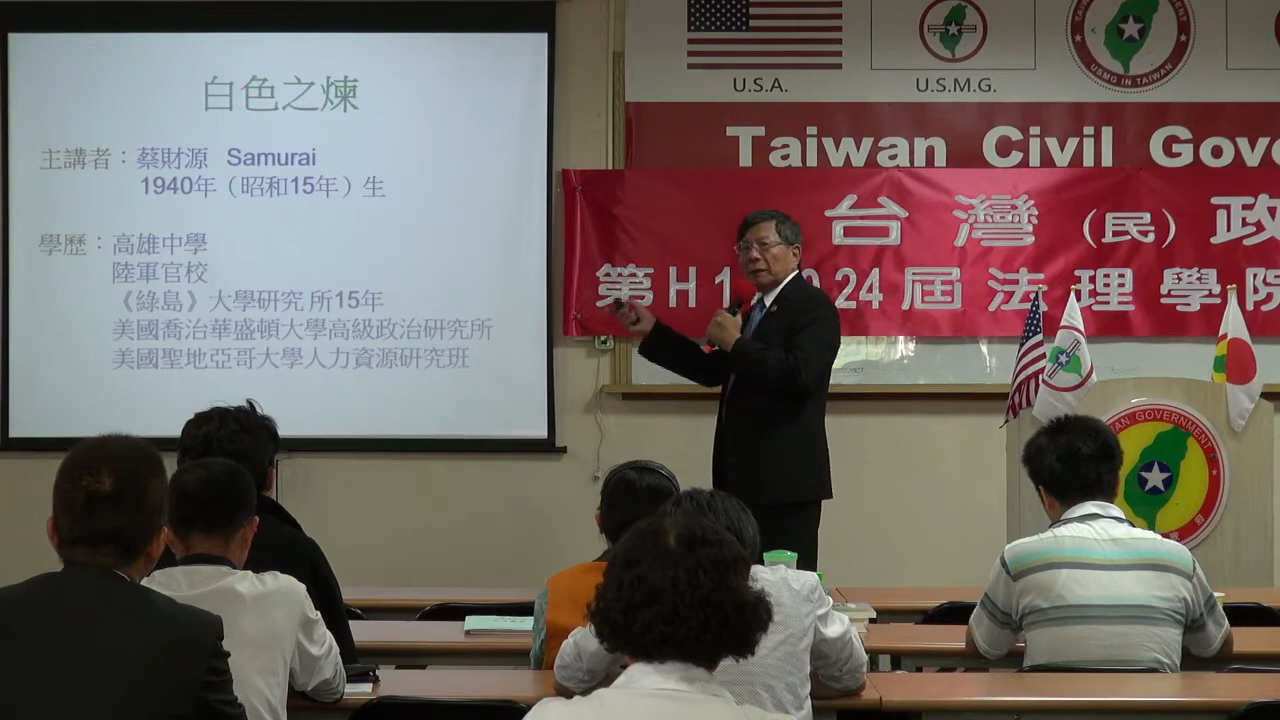 白色之煉
主講者：蔡財源 Samurai
1940年（昭和15年）生
學歷：高雄中學
陸軍官校
《綠島》大學研究 所15年
美國喬治華盛頓大學高級政治研究所
美國聖地亞哥大學人力資源研究班
U.S.A.
U.S.M.G.
USMG IN TAIWAN
Taiwan Civil Gov
台灣（民）政
第H1 24屆法理學院